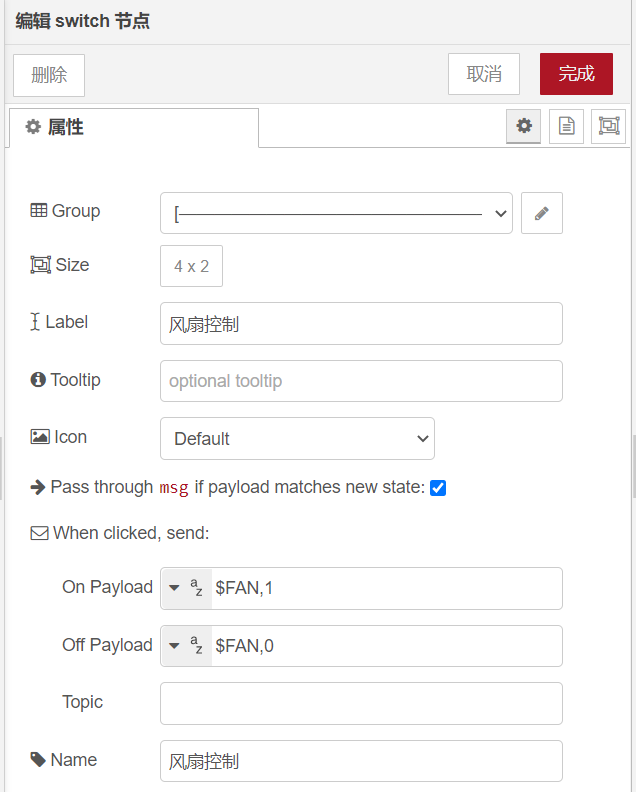 编辑 switch 节点
删除
取消
完成
属性
Group
[——————————————————
Size
4 x 2
Label
风扇控制
Tooltip
optional tooltip
Icon
Default
Pass through msg if payload matches new state:
When clicked, send:
On Payload
az
$FAN,1
Off Payload
az
$FAN,0
Topic
Name
风扇控制